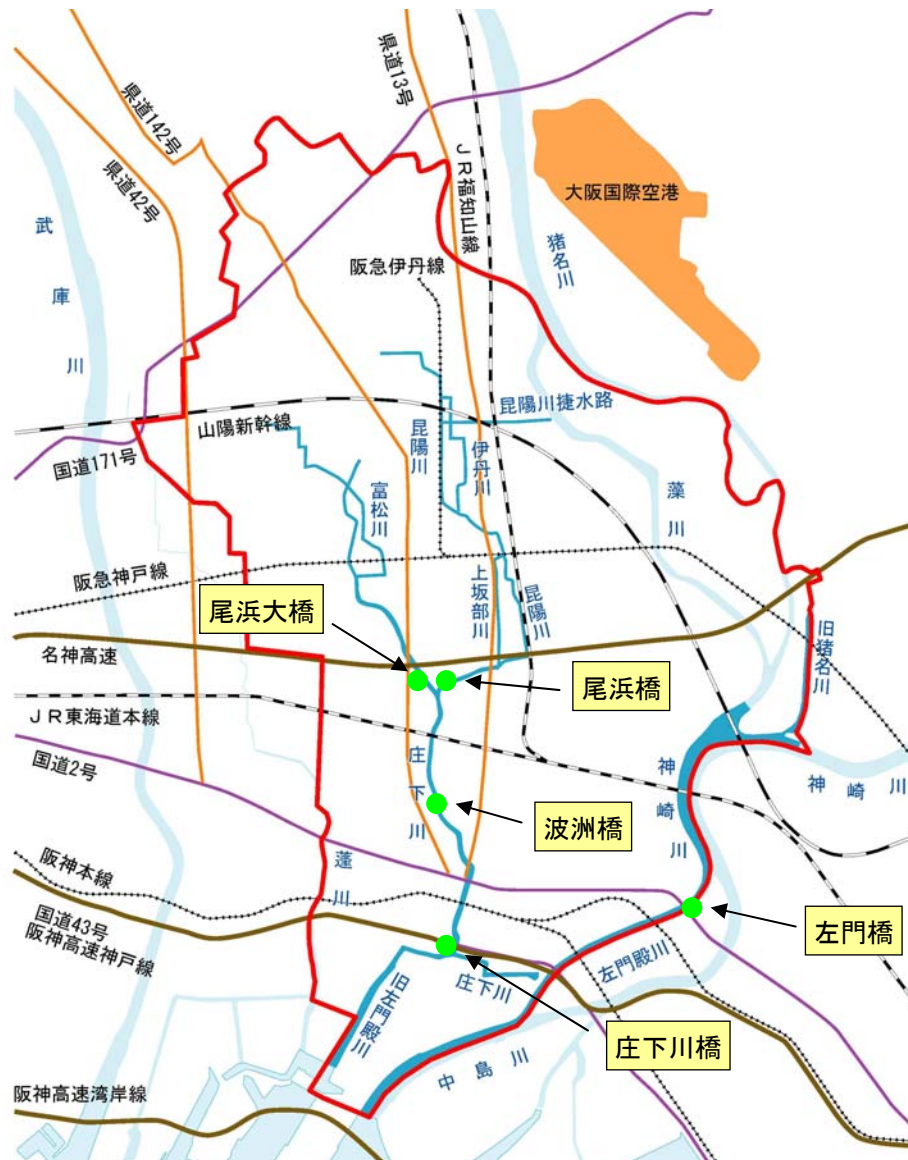 県道13号
県道142号
県道42号
JR福知山線
大阪国際空港
武庫川
猪名川
阪急伊丹線
昆陽川捷水路
山陽新幹線
昆陽川
伊丹川
国道171号
富松川
藻川
阪急神戸線
上坂部川
昆陽川
尾浜大橋
旧猪名川
名神高速
尾浜橋
JR東海道本線
庄下川
国道2号
神崎川
神崎川
波洲橋
阪神本線
蓬川
国道43号
阪神高速神戸線
左門橋
左門殿川
庄下川
旧左門殿川
庄下川橋
中島川
阪神高速湾岸線